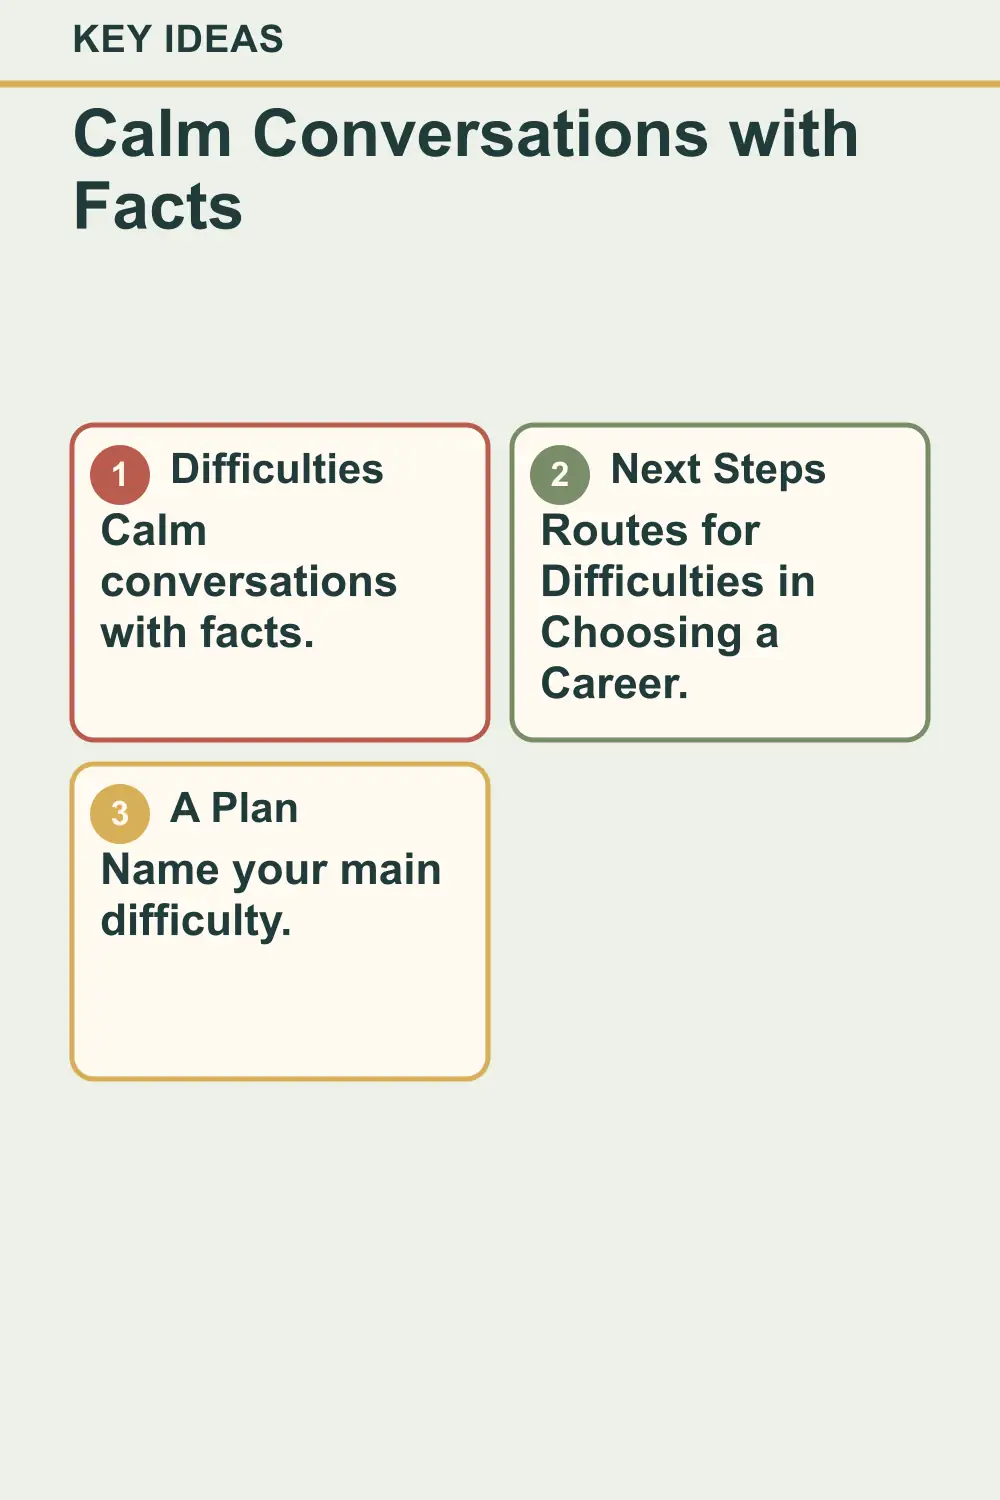 KEY IDEAS
Calm Conversations with
Facts
1 Difficulties
Calm
conversations
with facts.
2 Next Steps
Routes for
Difficulties in
Choosing a
Career.
3 A Plan
Name your main
difficulty.